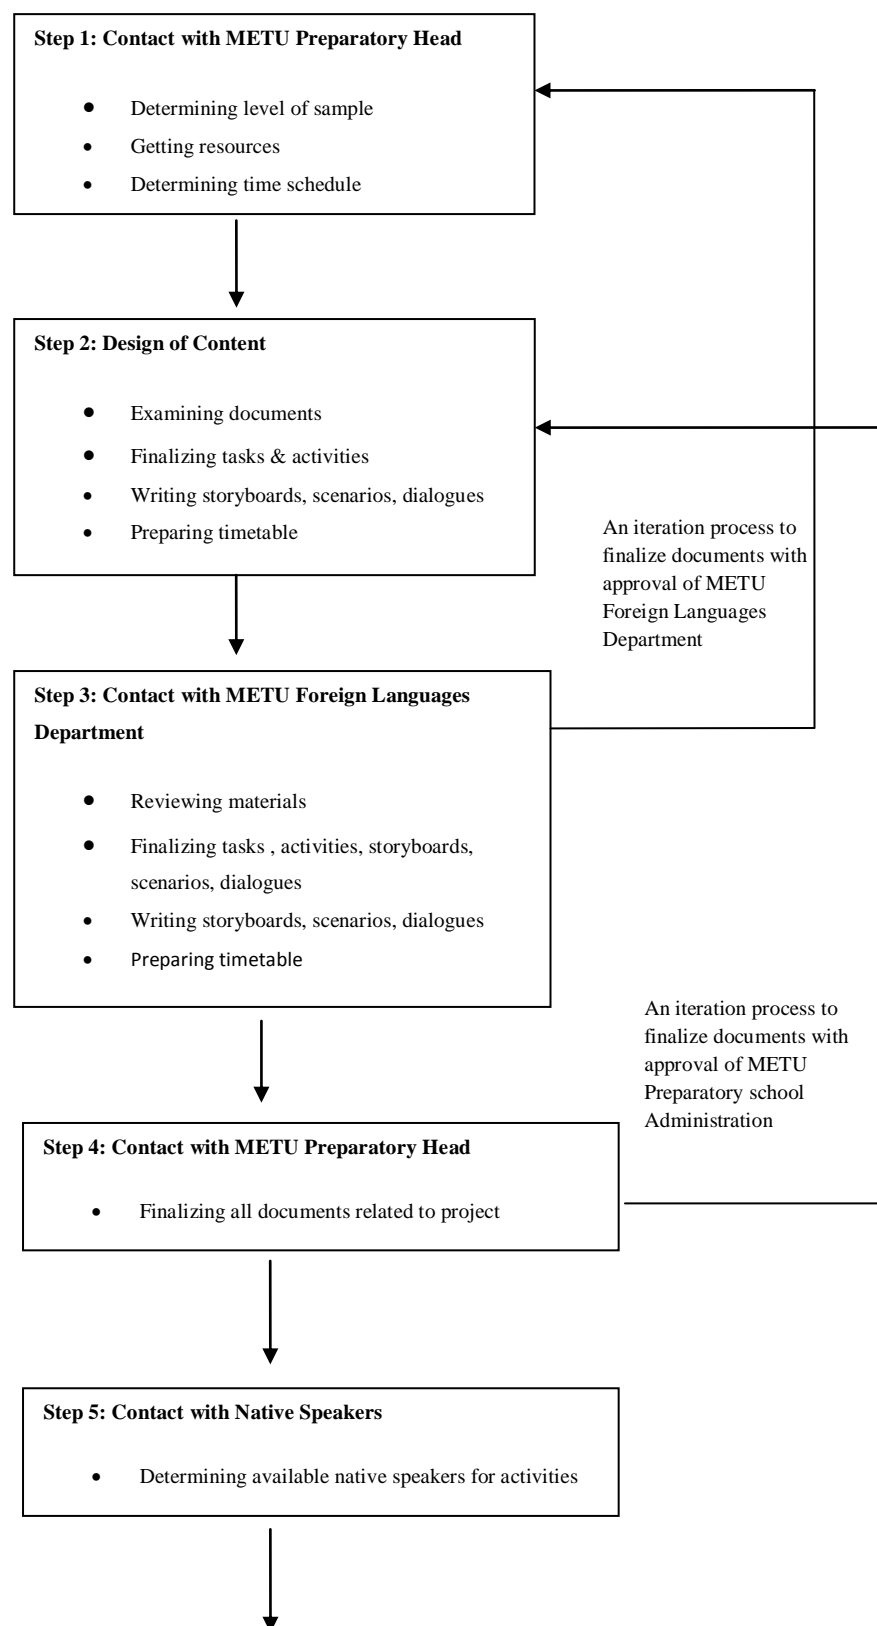 Step 1: Contact with METU Preparatory Head
• Determining level of sample
• Getting resources
• Determining time schedule
Step 2: Design of Content
• Examining documents
• Finalizing tasks & activities
• Writing storyboards, scenarios, dialogues
• Preparing timetable
An iteration process to
finalize documents with
approval of METU
Foreign Languages
Department
Step 3: Contact with METU Foreign Languages
Department
• Reviewing materials
• Finalizing tasks , activities, storyboards,
scenarios, dialogues
• Writing storyboards, scenarios, dialogues
• Preparing timetable
An iteration process to
finalize documents with
approval of METU
Preparatory school
Administration
Step 4: Contact with METU Preparatory Head
• Finalizing all documents related to project
Step 5: Contact with Native Speakers
• Determining available native speakers for activities